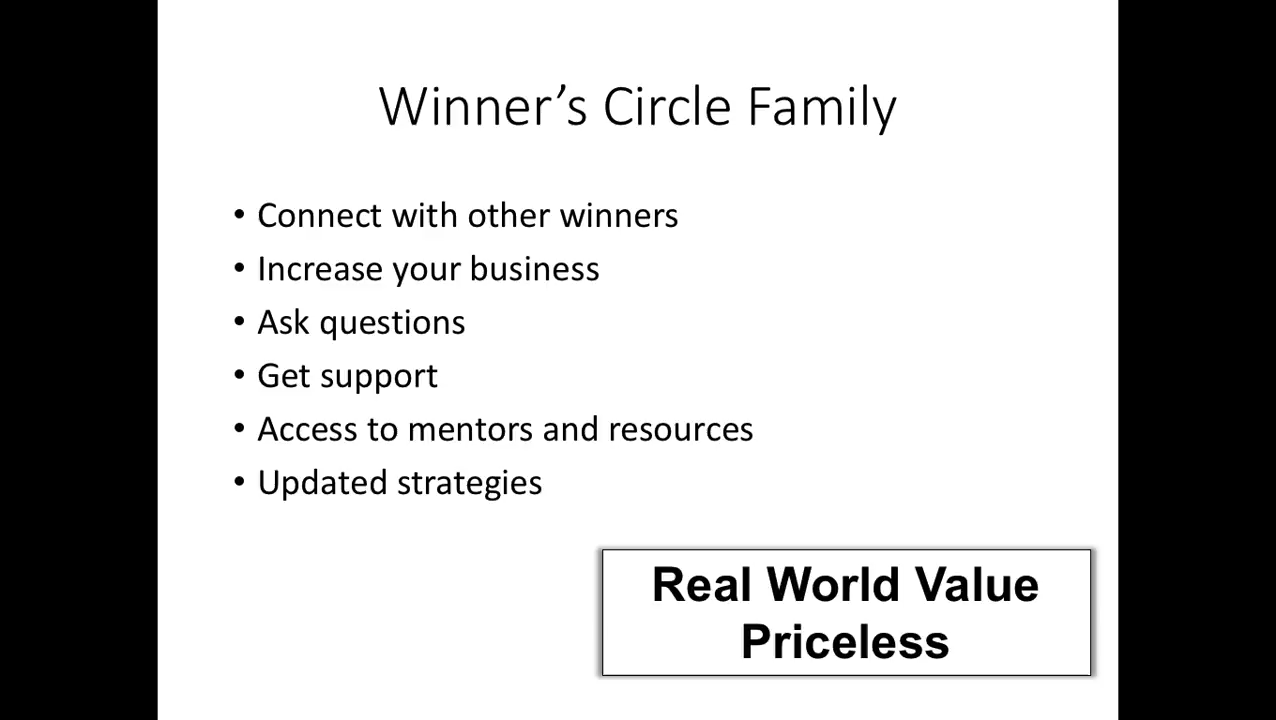 Winner’s Circle Family
• Connect with other winners
• Increase your business
• Ask questions
• Get support
• Access to mentors and resources
• Updated strategies
Real World Value
Priceless